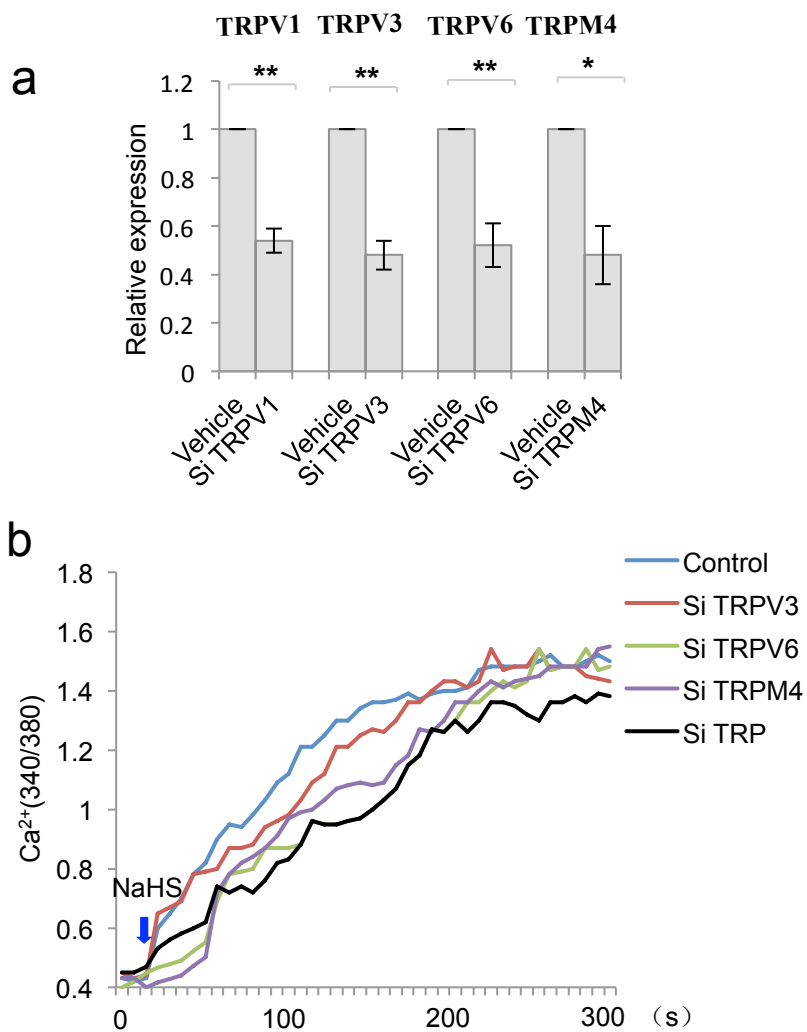 TRPV1 TRPV3 TRPV6 TRPM4
a
** ** ** *
Relative expression
1.2
1
0.8
0.6
0.4
0.2
0
Vehicle
Si TRPV1
Vehicle
Si TRPV3
Vehicle
Si TRPV6
Vehicle
Si TRPM4
b
Ca²⁺(340/380)
1.8
1.6
1.4
1.2
1
0.8
0.6
0.4
NaHS
0 100 200 300 (s)
Control
Si TRPV3
Si TRPV6
Si TRPM4
Si TRP